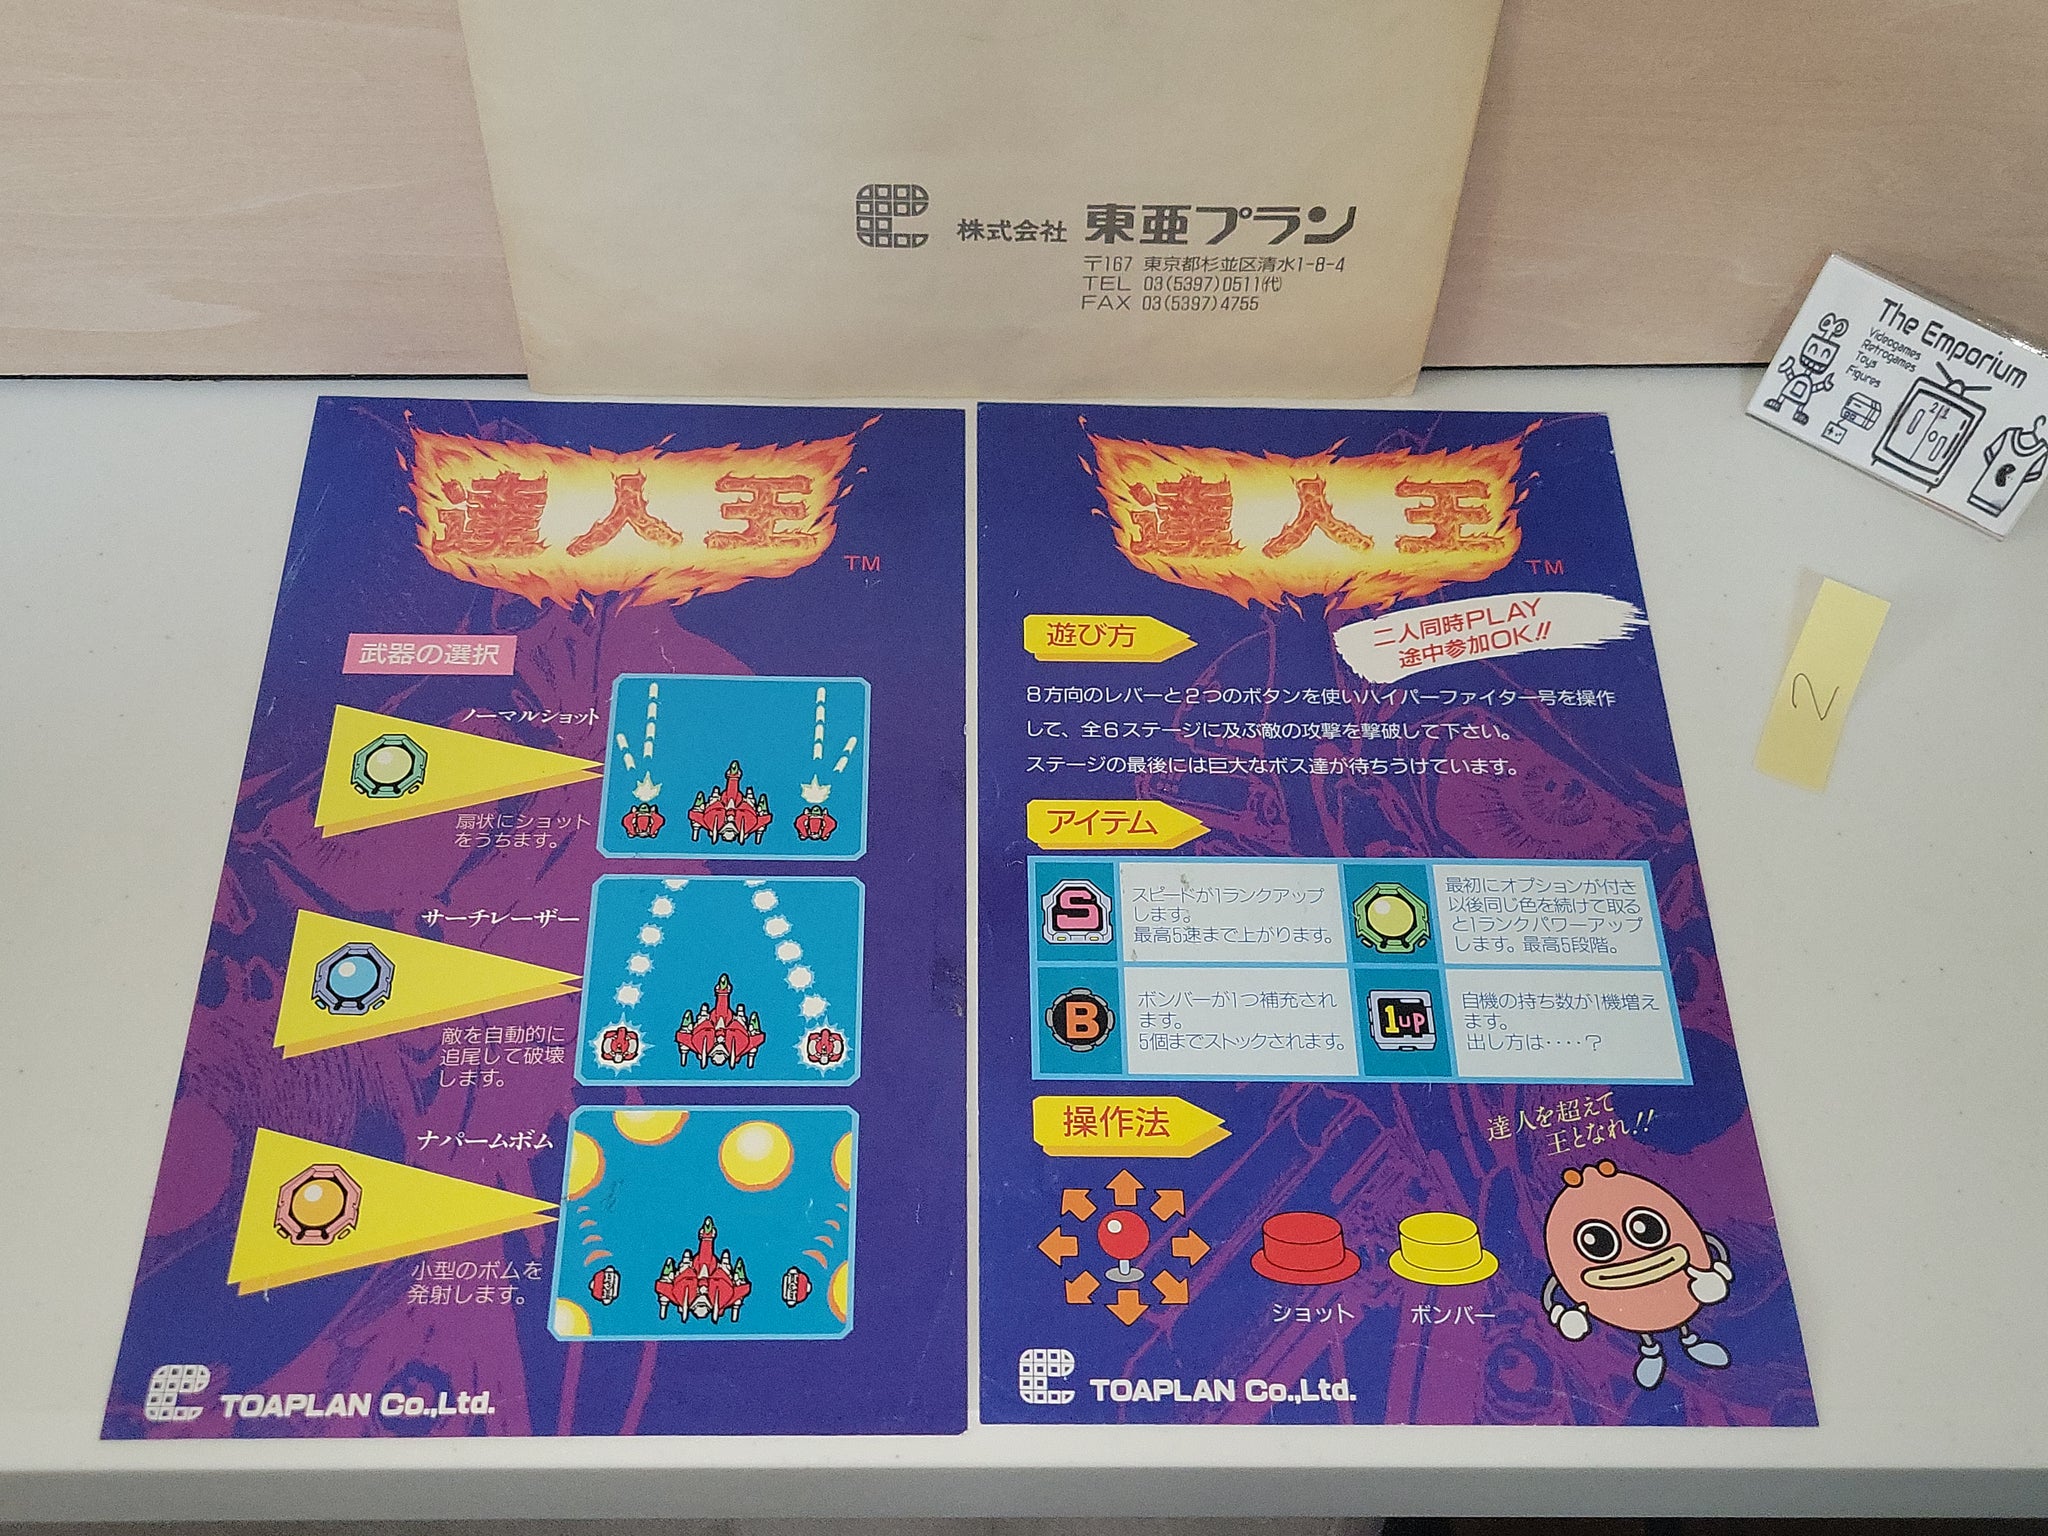 株式会社 東亜プラン
〒167 東京都杉並区清水1-8-4
TEL 03(5397)0511(代)
FAX 03(5397)4755
The Emporium
Videogames
Retrogames
Toys
Figures
2
達人王
TM
武器の選択
ノーマルショット
扇状にショット
をうちます。
サーチレーザー
敵を自動的に
追尾して破壊
します。
ナパームボム
小型のボムを
発射します。
TOAPLAN Co.,Ltd.
達人王
TM
二人同時PLAY
途中参加OK!!
遊び方
8方向のレバーと2つのボタンを使いハイパーファイター号を操作
して、全6ステージに及ぶ敵の攻撃を撃破して下さい。
ステージの最後には巨大なボス達が待ちうけています。
アイテム
S
スピードが1ランクアップ
します。
最高5速まで上がります。
最初にオプションが付き
以後同じ色を続けて取る
と1ランクパワーアップ
します。最高5段階。
B
ボンバーが1つ補充され
ます。
5個までストックされます。
1UP
自機の持ち数が1機増え
ます。
出し方は・・・・?
操作法
達人を超えて
王となれ!!
ショット
ボンバー
TOAPLAN Co.,Ltd.